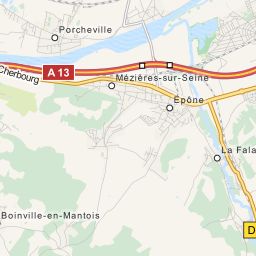 Porcheville
Cherbourg
A 13
Mézières-sur-Seine
Épône
La Fala
Boinville-en-Mantois
D